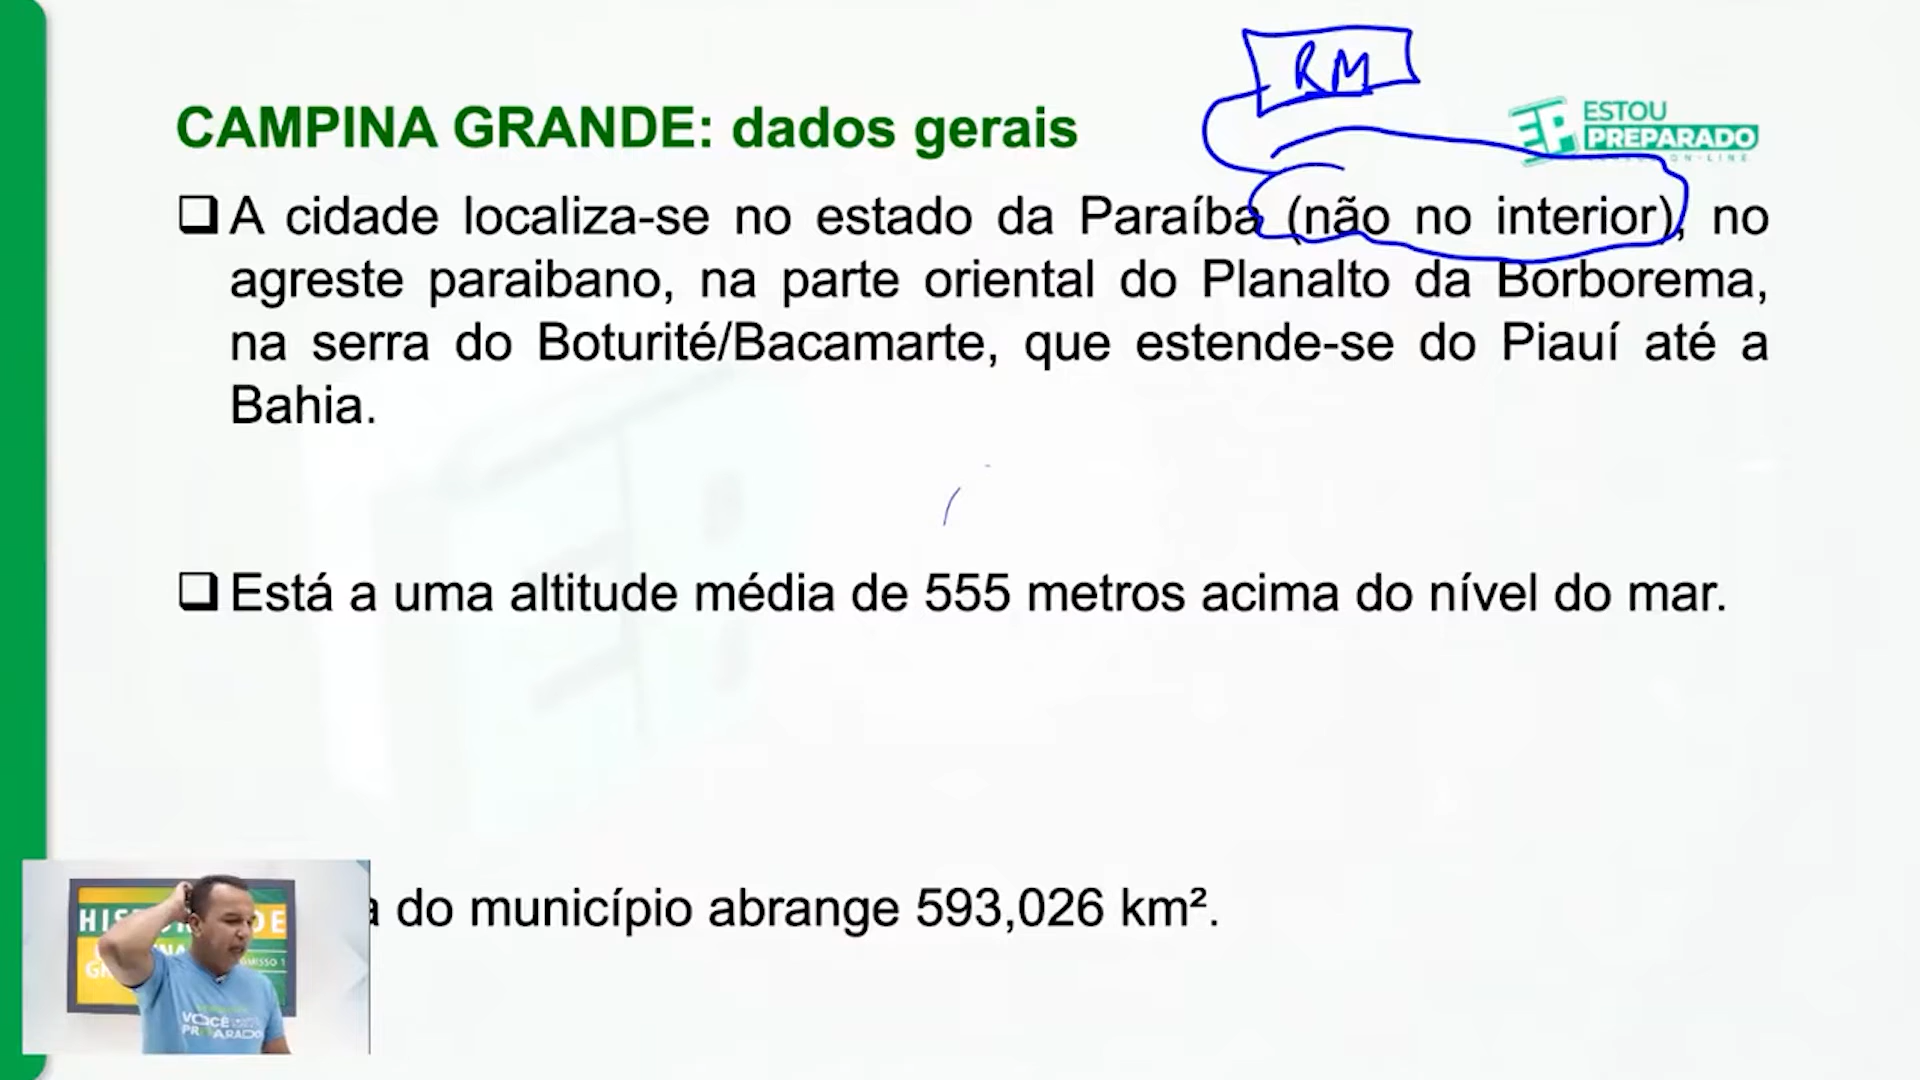 RM
CAMPINA GRANDE: dados gerais
ESTOU
PREPARADO
A cidade localiza-se no estado da Paraíba (não no interior), no
agreste paraibano, na parte oriental do Planalto da Borborema,
na serra do Boturité/Bacamarte, que estende-se do Piauí até a
Bahia.
Está a uma altitude média de 555 metros acima do nível do mar.
a do município abrange 593,026 km².
VOCÊ